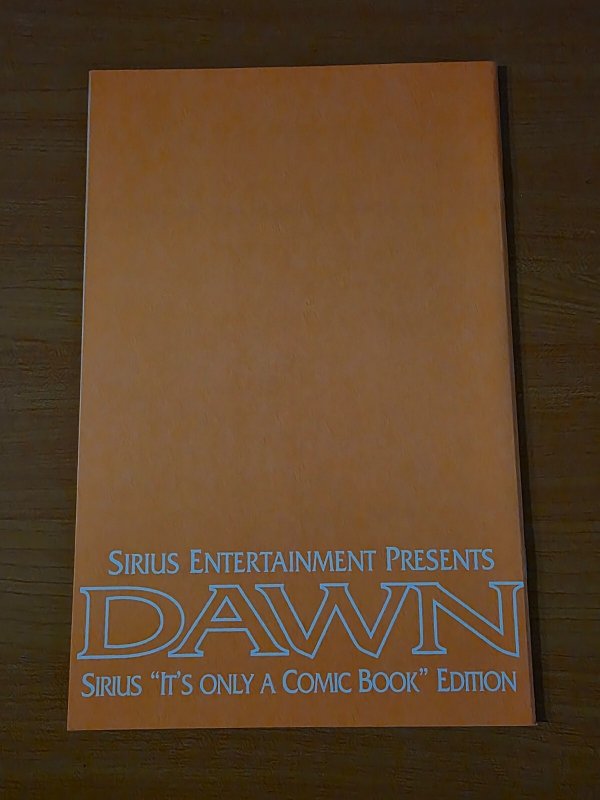 Sirius Entertainment Presents
DAWN
Sirius "It's only a Comic Book" Edition